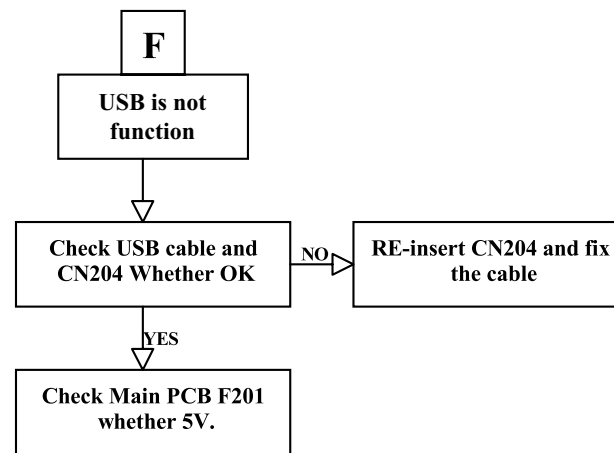 F
USB is not
function
Check USB cable and
CN204 Whether OK
NO
RE-insert CN204 and fix
the cable
YES
Check Main PCB F201
whether 5V.